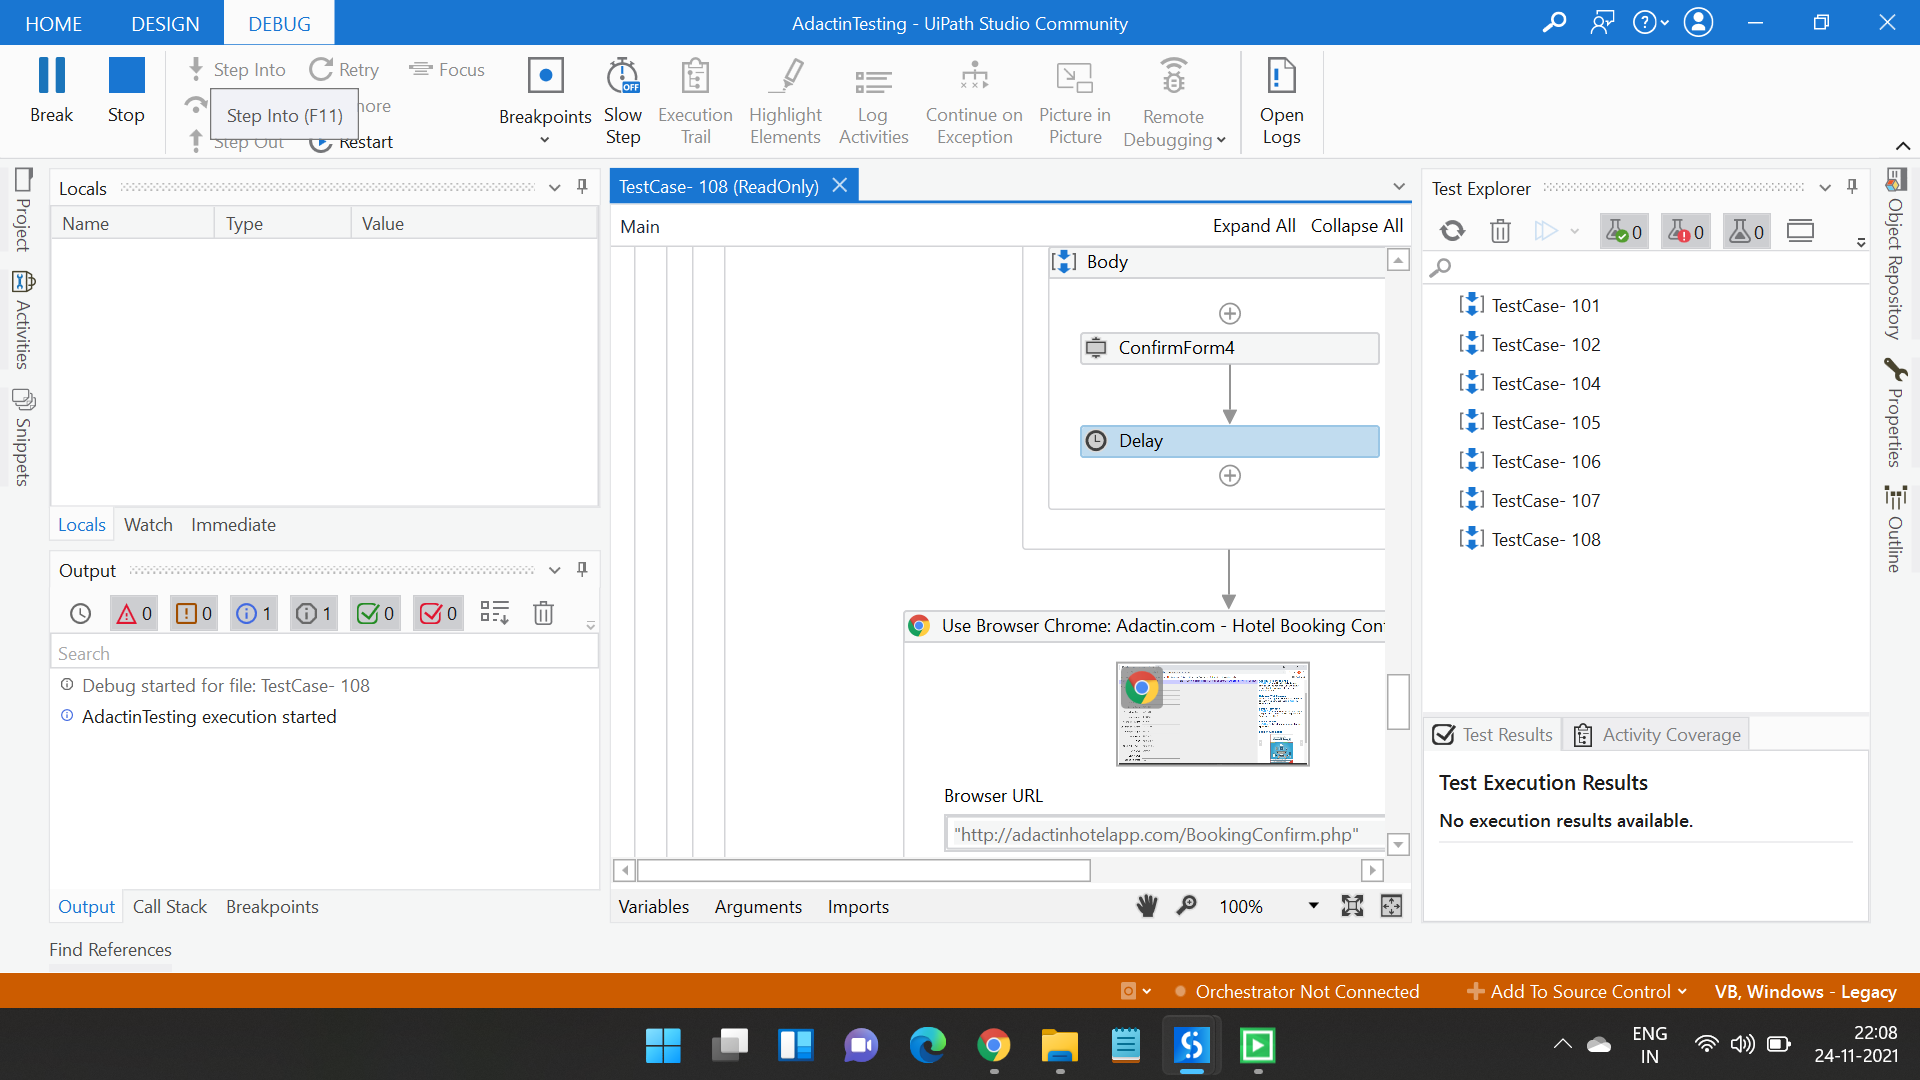 HOME DESIGN DEBUG AdactinTesting - UiPath Studio Community
Break Stop Step Into Retry Focus Breakpoints Slow Step Execution Trail Highlight Elements Log Activities Continue on Exception Picture in Picture Remote Debugging Open Logs
Step Into (F11)
Step Out Restart
Project
Activities
Snippets
Locals
Name Type Value
Locals Watch Immediate
Output
0 0 1 1 0 0
Search
Debug started for file: TestCase- 108
AdactinTesting execution started
Output Call Stack Breakpoints
Find References
TestCase- 108 (ReadOnly)
Main Expand All Collapse All
Body
ConfirmForm4
Delay
Use Browser Chrome: Adactin.com - Hotel Booking Con
Browser URL
"http://adactinhotelapp.com/BookingConfirm.php"
Variables Arguments Imports 100%
Test Explorer
0 0 0
TestCase- 101
TestCase- 102
TestCase- 104
TestCase- 105
TestCase- 106
TestCase- 107
TestCase- 108
Test Results Activity Coverage
Test Execution Results
No execution results available.
Object Repository
Properties
Outline
Orchestrator Not Connected Add To Source Control VB, Windows - Legacy
ENG
IN
22:08
24-11-2021